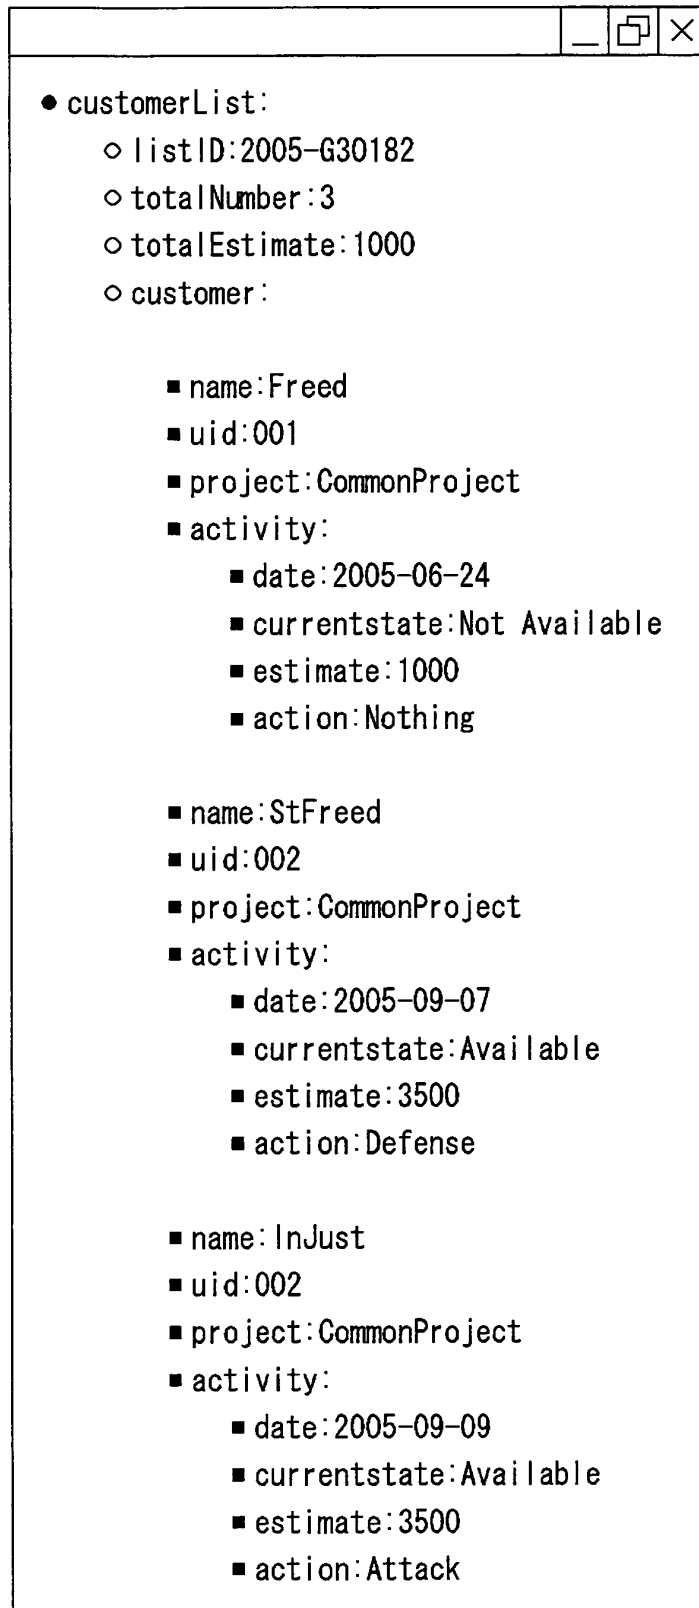 ● customerList:
○ listID:2005-G30182
○ totalNumber:3
○ totalEstimate:1000
○ customer:
■ name:Freed
■ uid:001
■ project:CommonProject
■ activity:
■ date:2005-06-24
■ currentstate:Not Available
■ estimate:1000
■ action:Nothing
■ name:StFreed
■ uid:002
■ project:CommonProject
■ activity:
■ date:2005-09-07
■ currentstate:Available
■ estimate:3500
■ action:Defense
■ name:InJust
■ uid:002
■ project:CommonProject
■ activity:
■ date:2005-09-09
■ currentstate:Available
■ estimate:3500
■ action:Attack